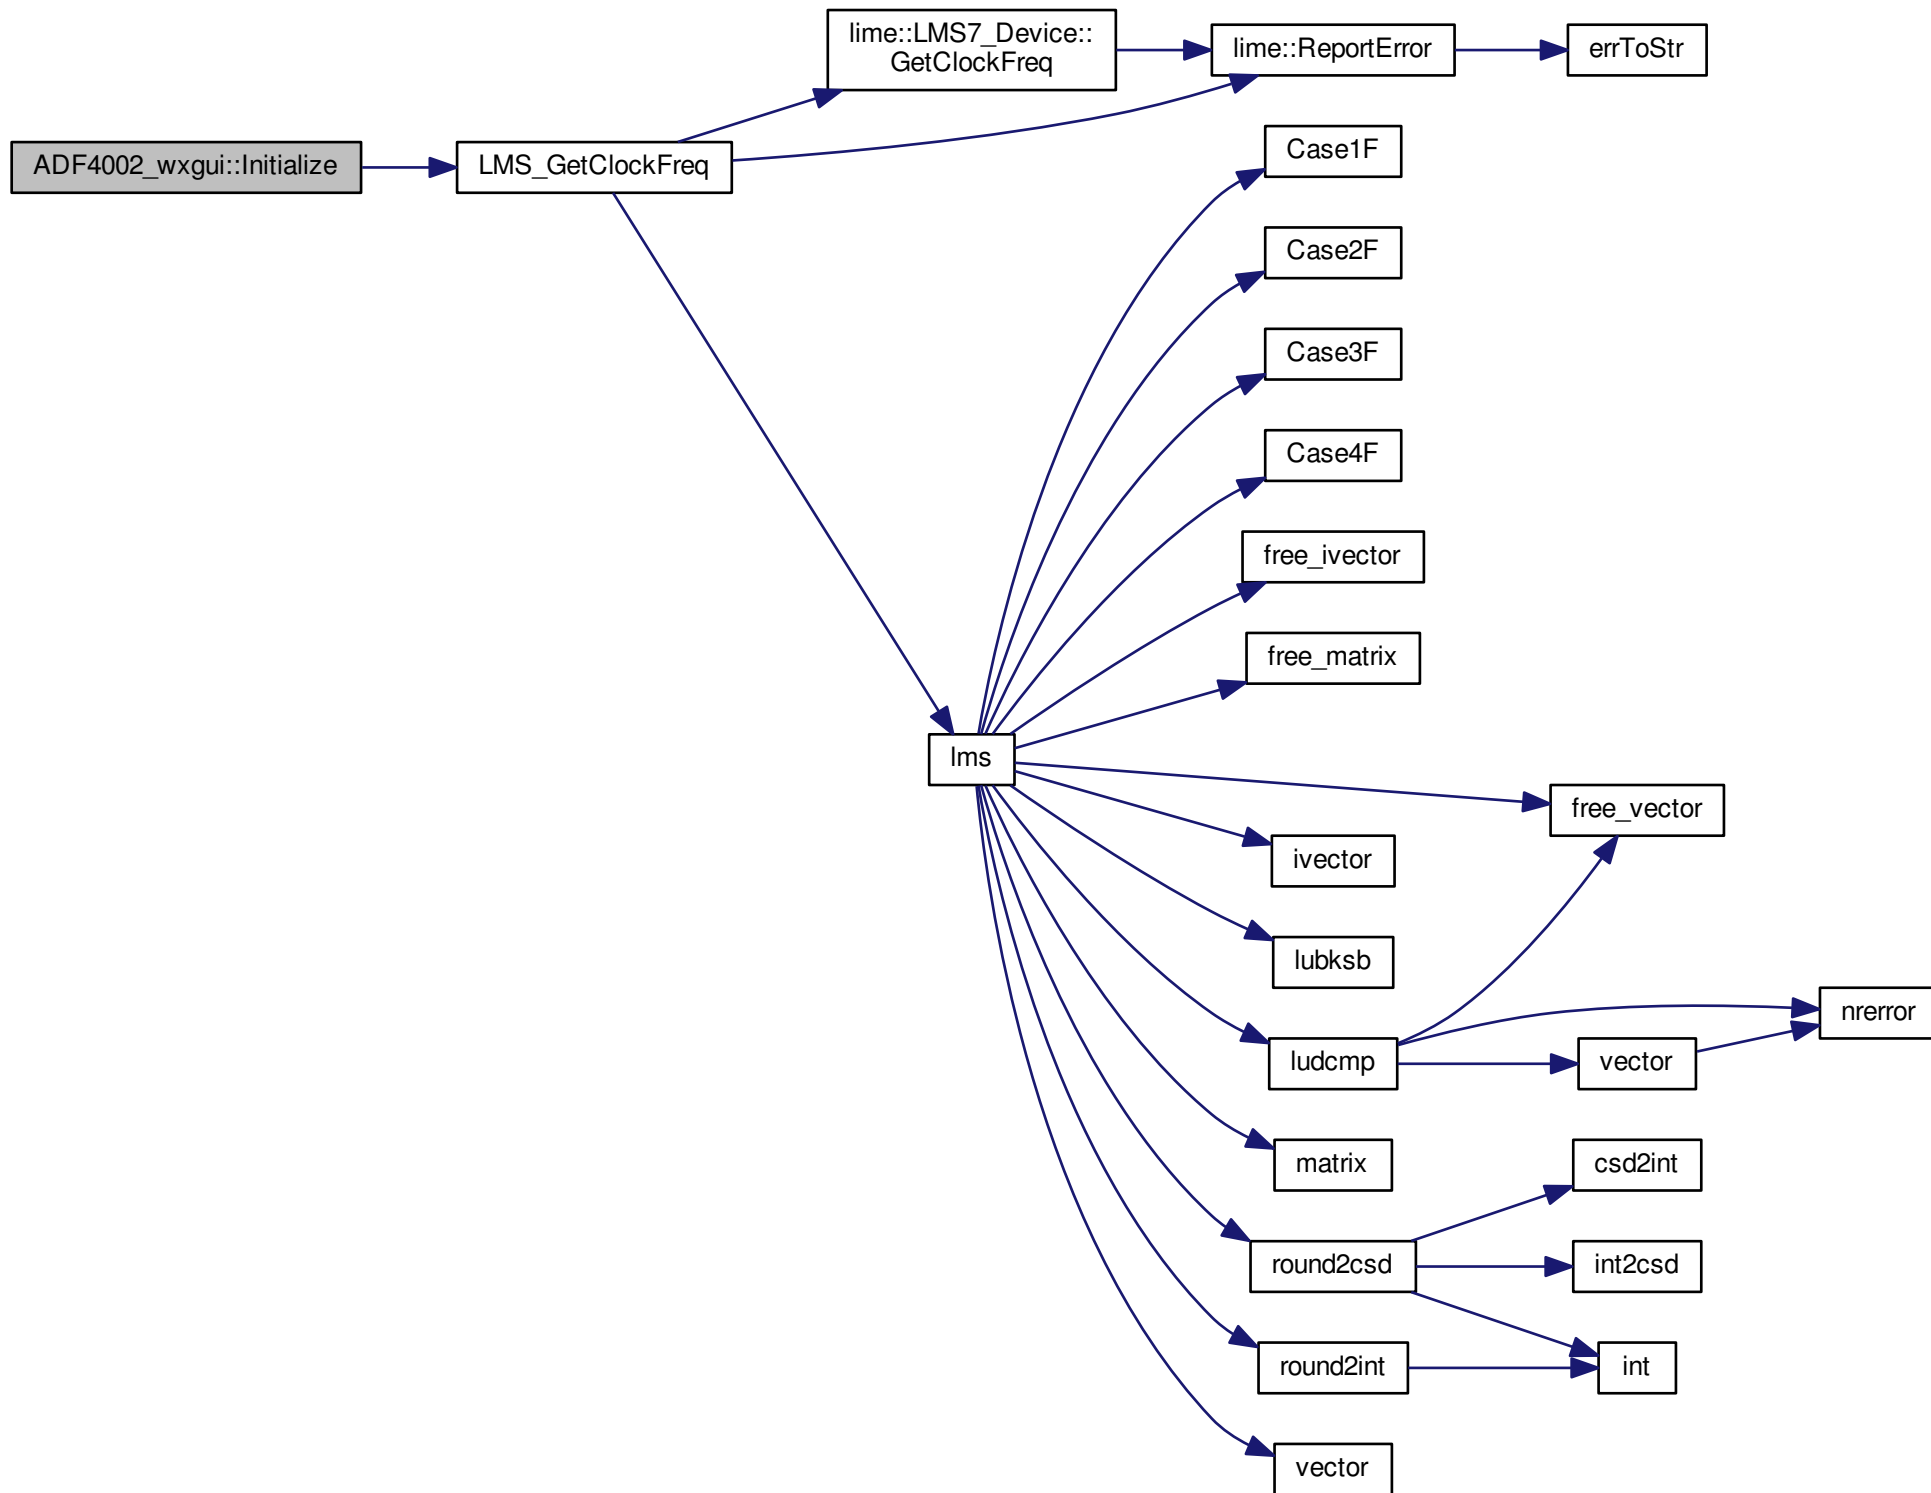 lime::LMS7_Device::
GetClockFreq
lime::ReportError
errToStr
ADF4002_wxgui::Initialize
LMS_GetClockFreq
Case1F
Case2F
Case3F
Case4F
free_ivector
free_matrix
lms
free_vector
ivector
lubksb
nrerror
ludcmp
vector
matrix
csd2int
round2csd
int2csd
round2int
int
vector